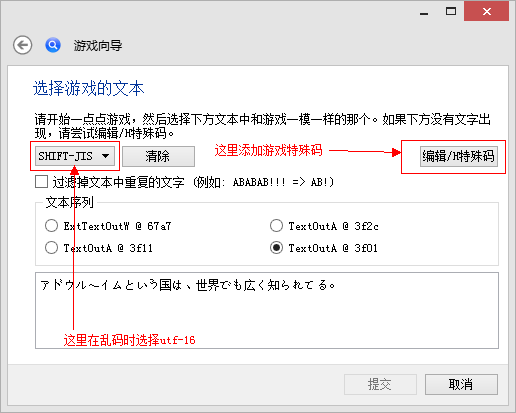 游戏向导
选择游戏的文本
请开始一点点游戏，然后选择下方文本中和游戏一模一样的那个。如果下方没有文字出
现，请尝试编辑/H特殊码。
SHIFT-JIS
清除
这里添加游戏特殊码
编辑/H特殊码
过滤掉文本中重复的文字 (例如: ABABAB!!! => AB!)
文本序列
ExtTextOutW @ 67a7
TextOutA @ 3f2c
TextOutA @ 3f11
TextOutA @ 3f01
アドゥルーイムという国は、世界でも広く知られてる。
这里在乱码时选择utf-16
提交
取消